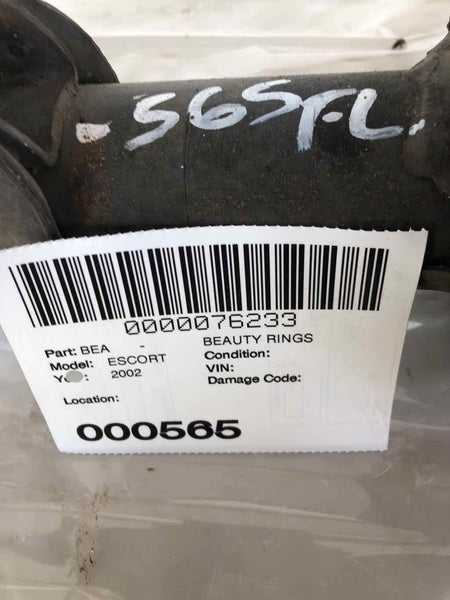 -565F.L.
0000076233
Part: BEA - BEAUTY RINGS
Model: ESCORT Condition:
2002 VIN:
Damage Code:
Location:
000565